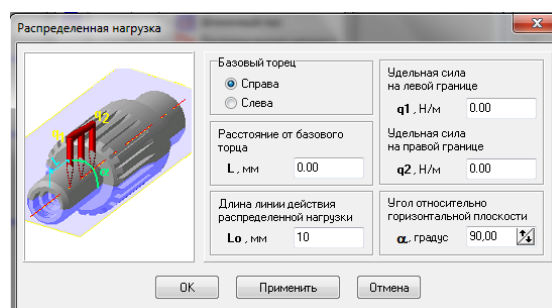 Распределенная нагрузка
q1
q2
L
α
Базовый торец
Справа
Слева
Расстояние от базового
торца
L , мм 0.00
Длина линии действия
распределенной нагрузки
Lo , мм 10
Удельная сила
на левой границе
q1 , Н/м 0.00
Удельная сила
на правой границе
q2 , Н/м 0.00
Угол относительно
горизонтальной плоскости
α, градус 90,00
OK
Применить
Отмена